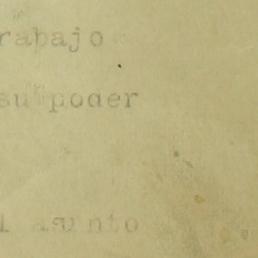 rabajo
su poder
l asunto